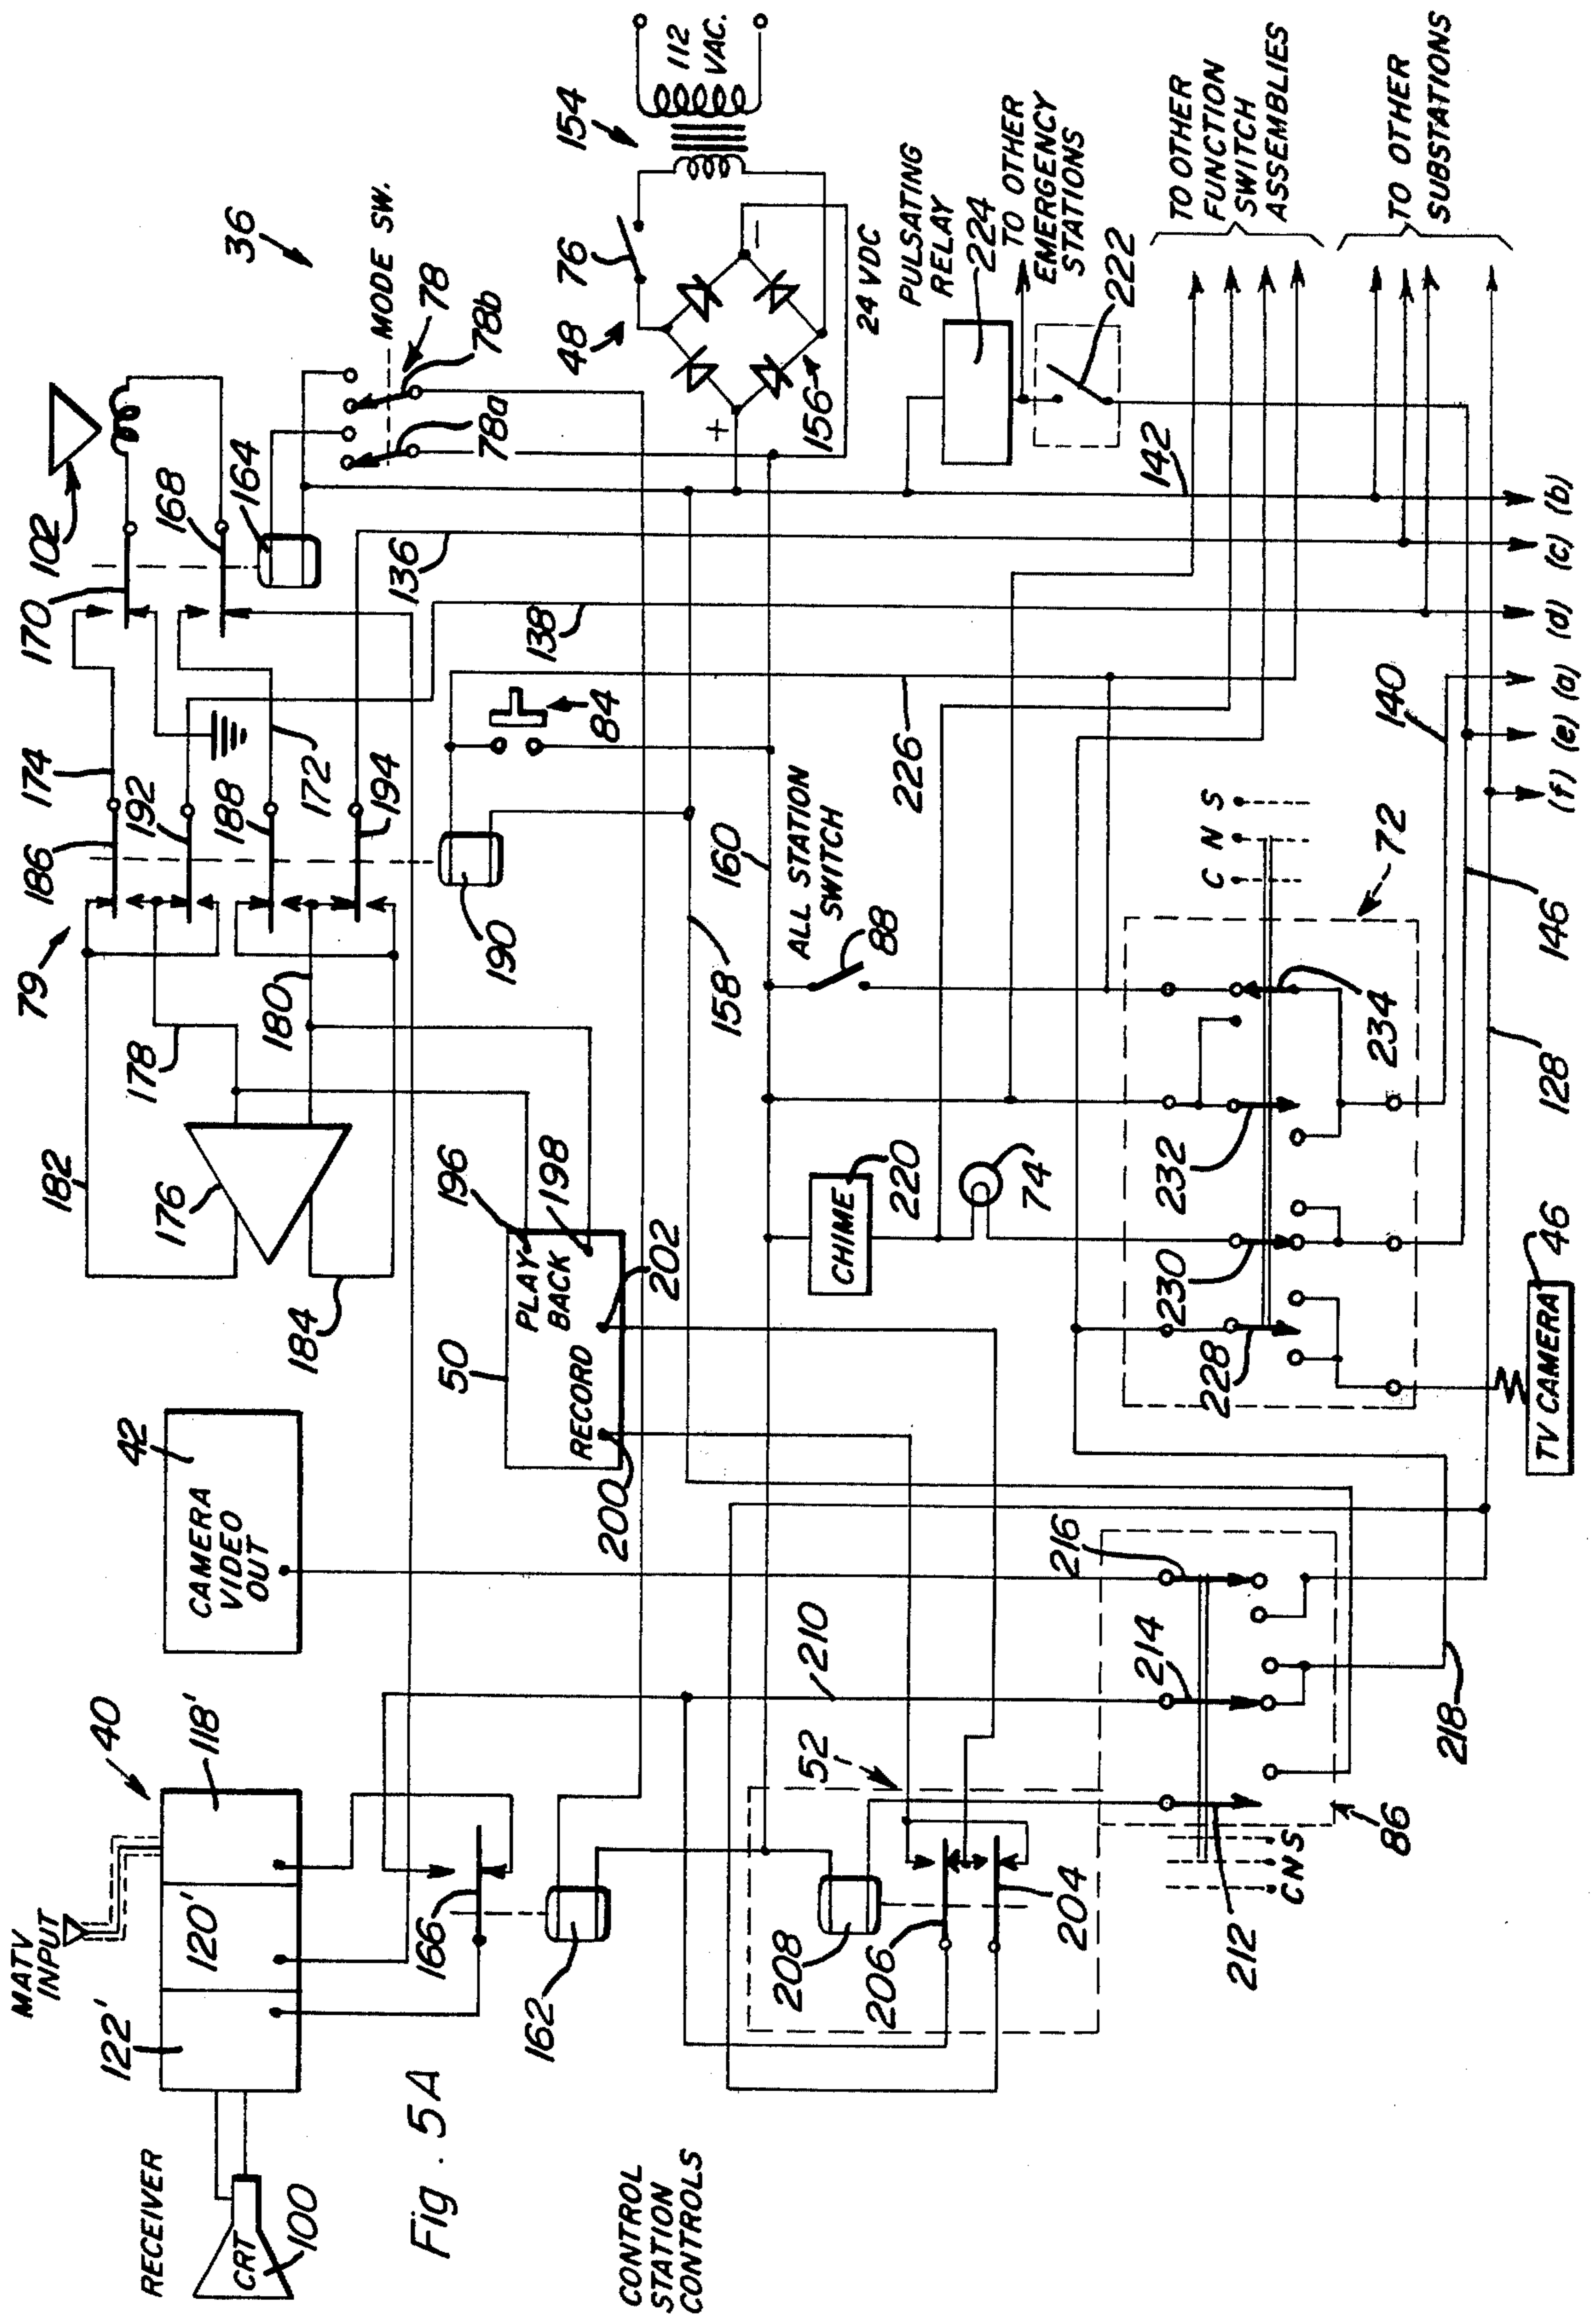 RECEIVER
CRT
100
MATV
INPUT
122'
120'
118'
40
CAMERA
VIDEO
OUT
42
Fig. 5A
166
162
CONTROL
STATION
CONTROLS
182
176
184
178
180
79
186
174
192
188
172
194
190
170
102
168
164
136
138
36
MODE SW.
78
78b
78a
50
PLAY
BACK
RECORD
196
198
200
202
84
158
160
ALL STATION
SWITCH
88
226
48
76
154
112
VAC.
156
24 VDC
+
−
PULSATING
RELAY
224
TO OTHER
EMERGENCY
STATIONS
222
142
TO OTHER
FUNCTION
SWITCH
ASSEMBLIES
TO OTHER
SUBSTATIONS
52
208
206
204
210
212
214
216
218
86
C N S
CHIME
220
74
228
230
232
234
72
C N S
TV CAMERA
46
128
146
140
(f) (e) (a) (d) (c) (b)